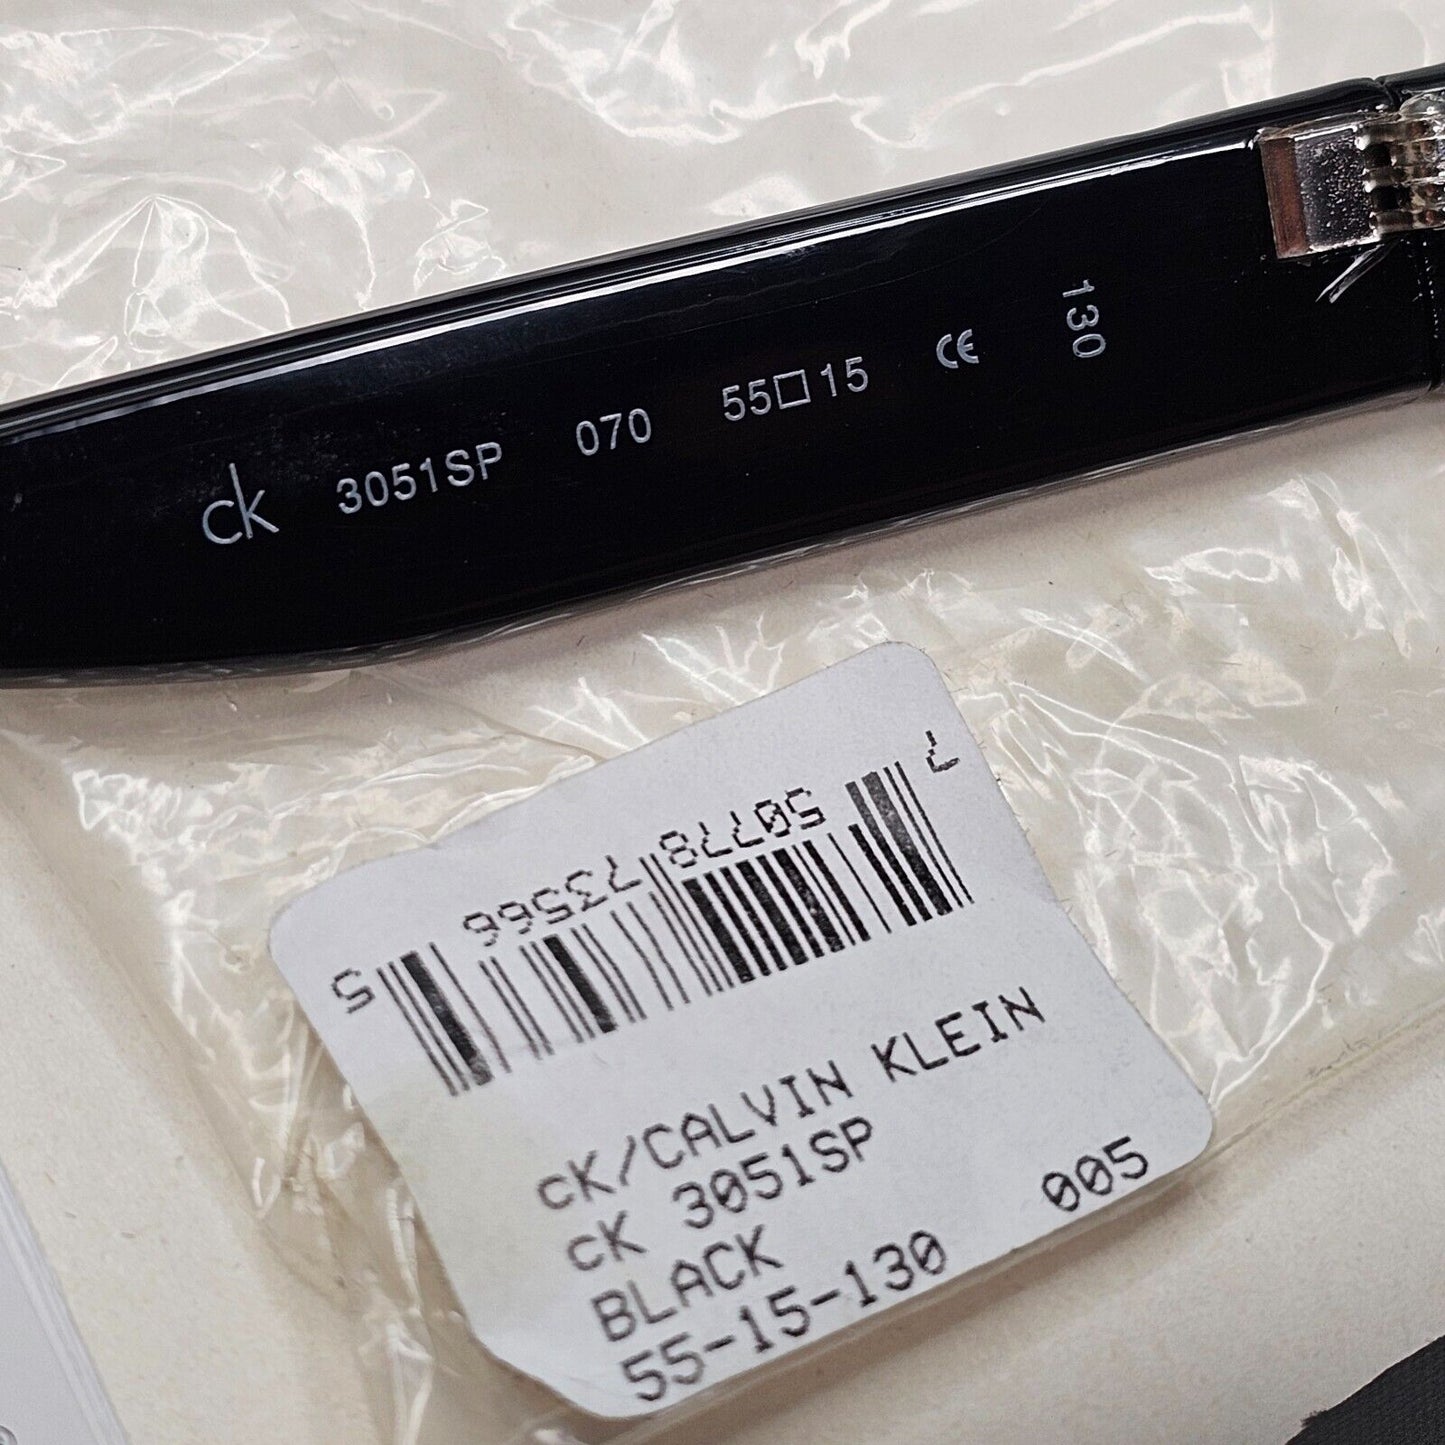 ck 3051SP 070 55□15 CE 130
7 50778 73566 5
cK/CALVIN KLEIN
cK 3051SP
BLACK 005
55-15-130